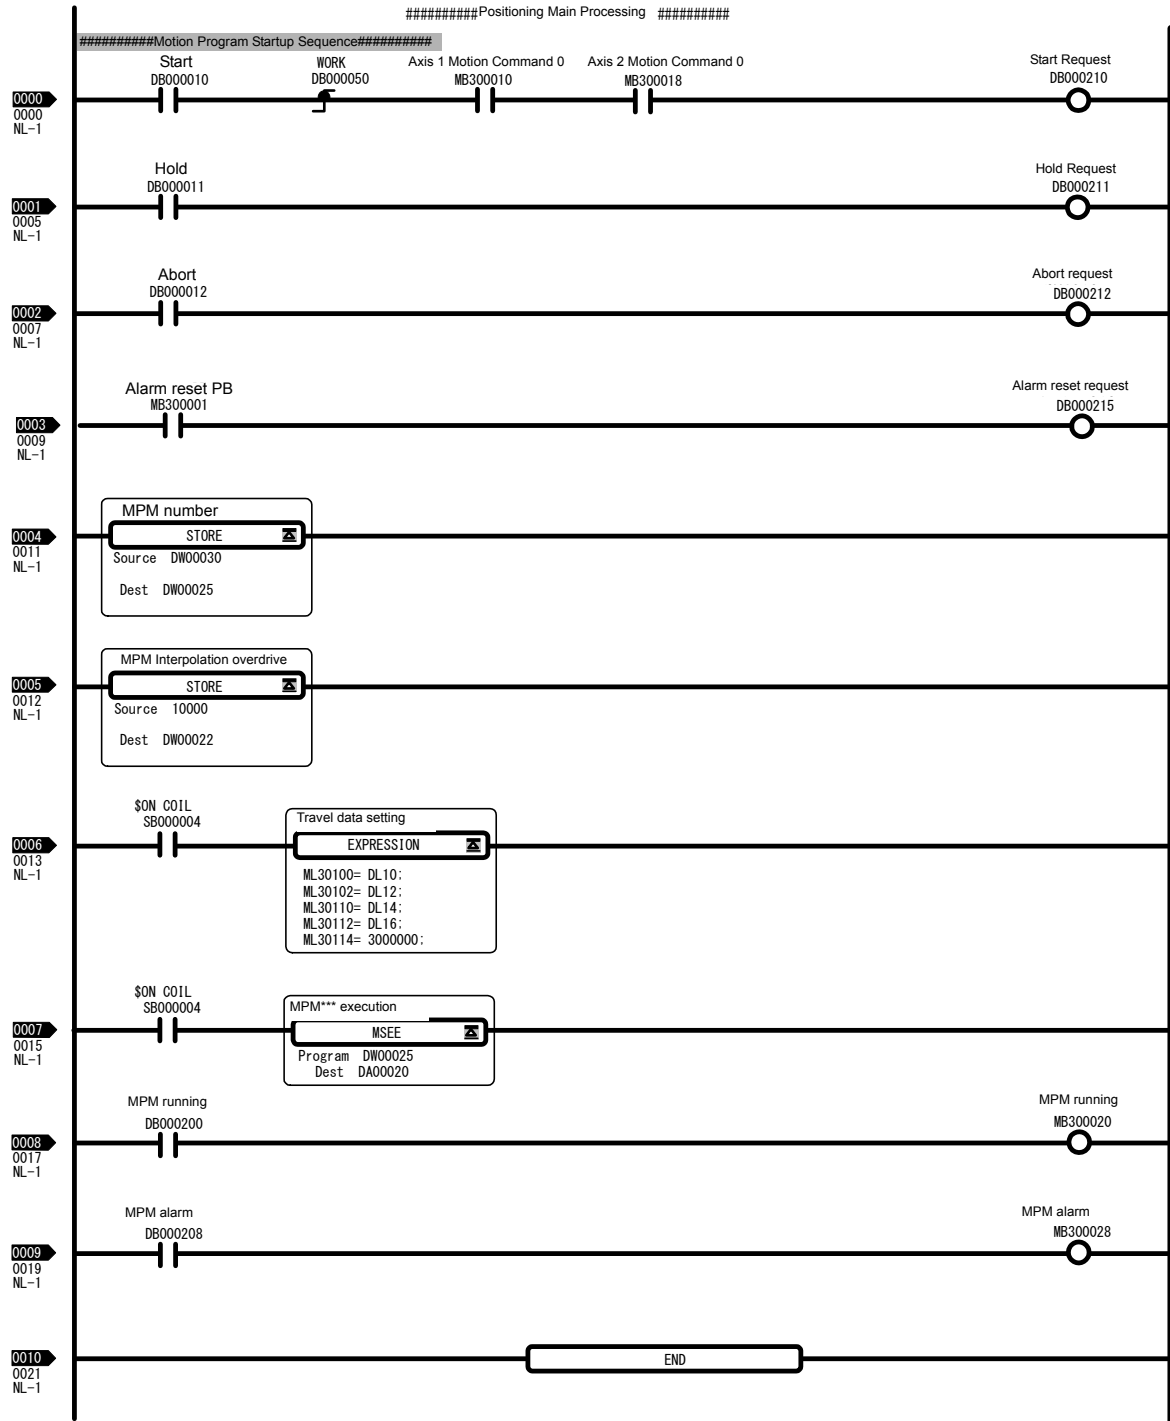 ##########Positioning Main Processing ##########
##########Motion Program Startup Sequence##########
Start WORK Axis 1 Motion Command 0 Axis 2 Motion Command 0 Start Request
DB000010 DB000050 MB300010 MB300018 DB000210
0000
0000
NL-1
Hold Hold Request
DB000011 DB000211
0001
0005
NL-1
Abort Abort request
DB000012 DB000212
0002
0007
NL-1
Alarm reset PB Alarm reset request
MB300001 DB000215
0003
0009
NL-1
MPM number
0004 STORE
0011 Source DW00030
NL-1
Dest DW00025
MPM Interpolation overdrive
0005 STORE
0012 Source 10000
NL-1
Dest DW00022
$ON COIL
SB000004 Travel data setting
0006 EXPRESSION
0013
NL-1
ML30100= DL10;
ML30102= DL12;
ML30110= DL14;
ML30112= DL16;
ML30114= 3000000;
$ON COIL
SB000004 MPM*** execution
0007 MSEE
0015 Program DW00025
NL-1 Dest DA00020
MPM running MPM running
DB000200 MB300020
0008
0017
NL-1
MPM alarm MPM alarm
DB000208 MB300028
0009
0019
NL-1
0010 END
0021
NL-1